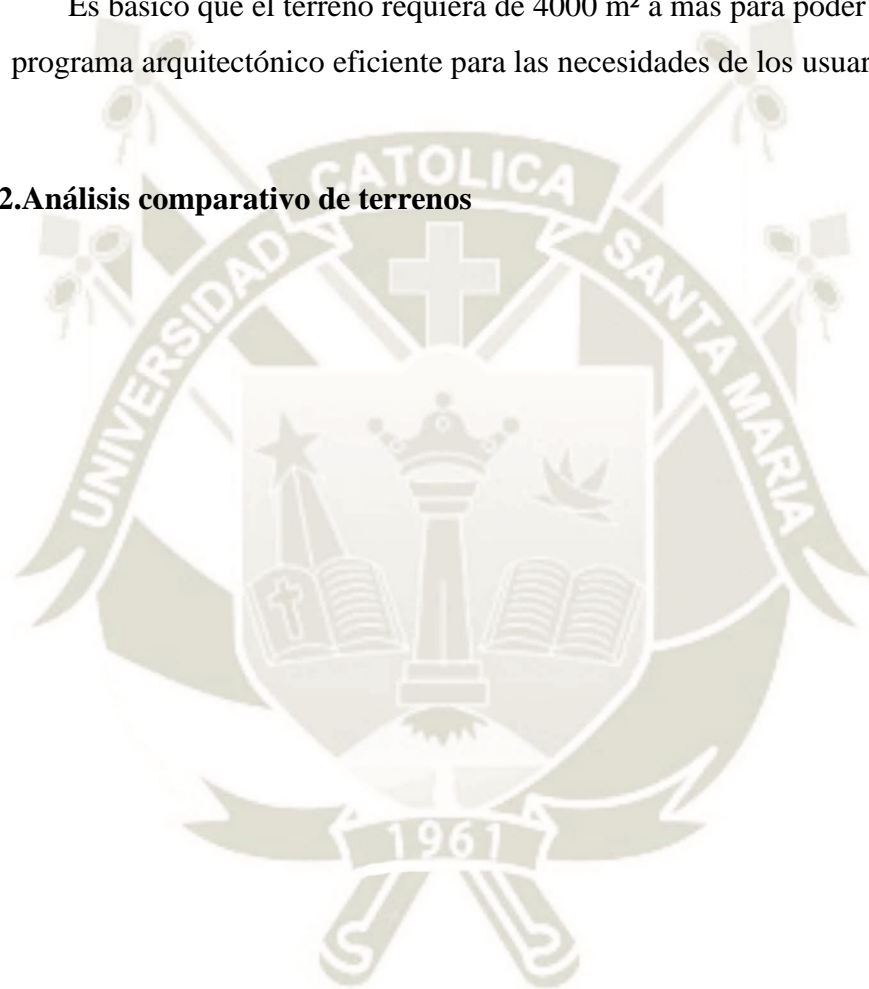 Es básico que el terreno requiera de 4000 m² a más para poder
programa arquitectónico eficiente para las necesidades de los usuar
2.Análisis comparativo de terrenos
UNIVERSIDAD CATOLICA SANTA MARIA
1961